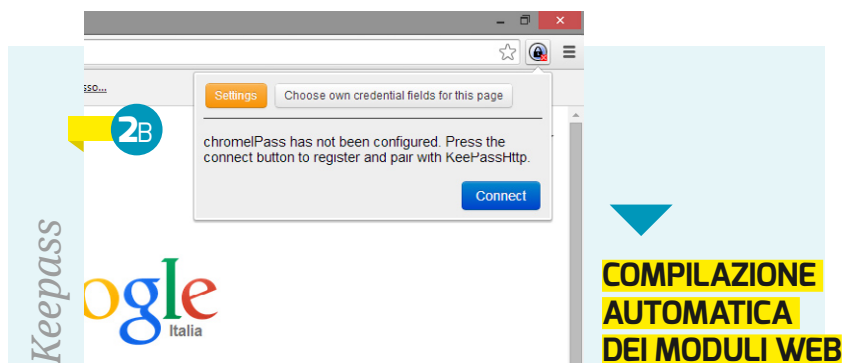 sso...
Settings
Choose own credential fields for this page
2B
chromeIPass has not been configured. Press the
connect button to register and pair with KeePassHttp.
Connect
Keepass
ogle
Italia
COMPILAZIONE
AUTOMATICA
DEI MODULI WEB